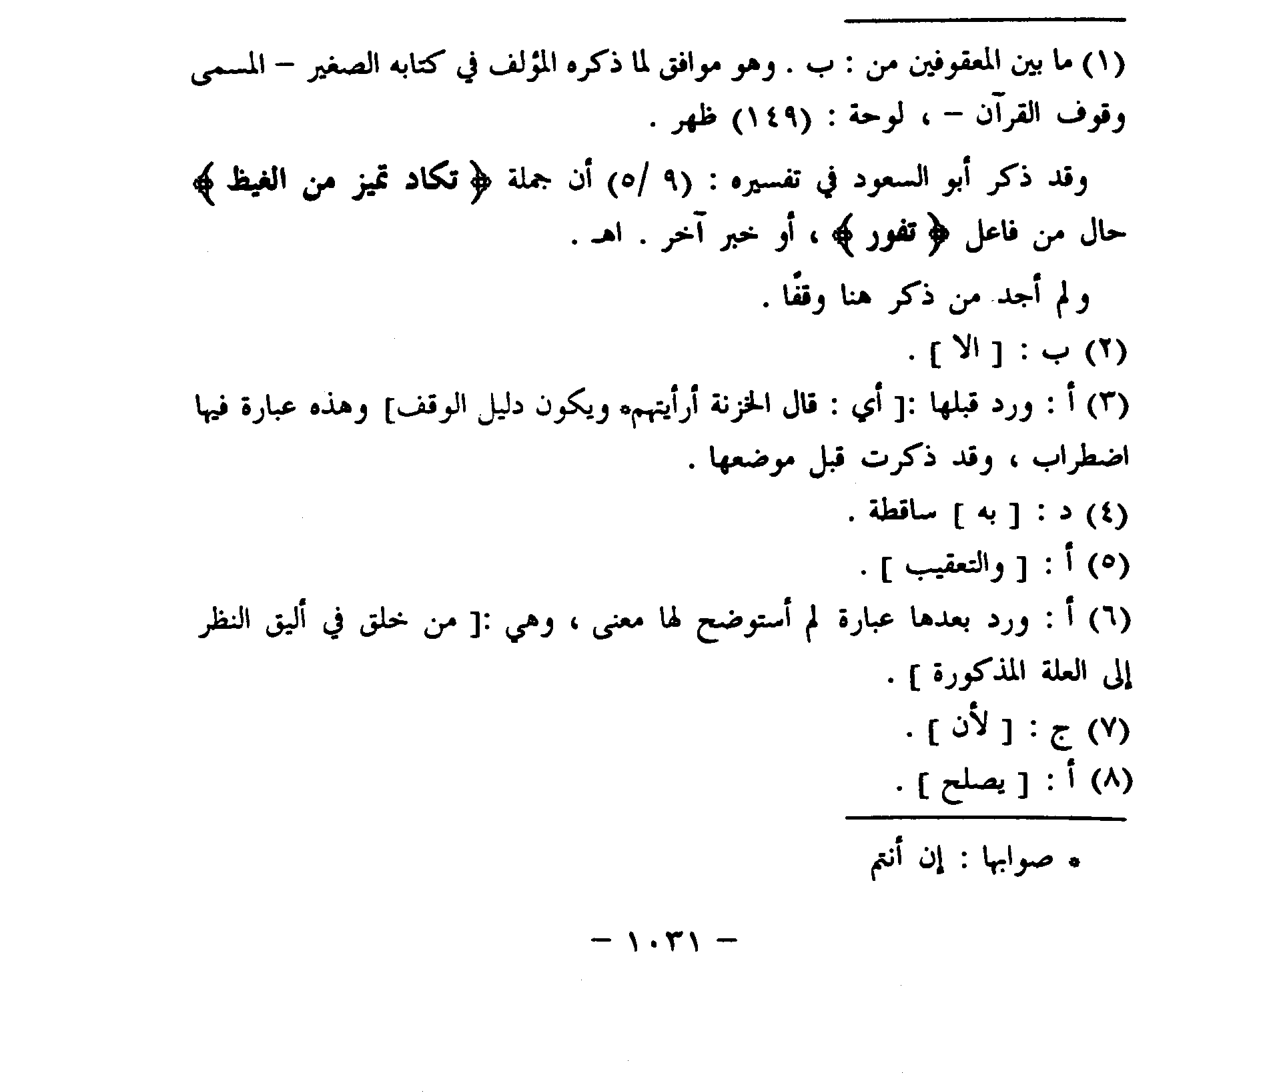 (١) ما بين المعقوفين من : ب . وهو موافق لما ذكره المؤلف في كتابه الصغير – المسمى
وقوف القرآن – ، لوحة : (١٤٩) ظهر .
وقد ذكر أبو السعود في تفسيره : (٩ /٥) أن جملة ﴿ تكاد تميز من الغيظ ﴾
حال من فاعل ﴿ تفور ﴾ ، أو خبر آخر . اهـ .
ولم أجد من ذكر هنا وقفًا .
(٢) ب : [ الا ] .
(٣) أ : ورد قبلها :[ أي : قال الخزنة أرأيتهم* ويكون دليل الوقف] وهذه عبارة فيها
اضطراب ، وقد ذكرت قبل موضعها .
(٤) د : [ به ] ساقطة .
(٥) أ : [ والتعقيب ] .
(٦) أ : ورد بعدها عبارة لم أستوضح لها معنى ، وهي :[ من خلق في أليق النظر
إلى العلة المذكورة ] .
(٧) ج : [ لأن ] .
(٨) أ : [ يصلح ] .
* صوابها : إن أنتم
– ١٠٣١ –